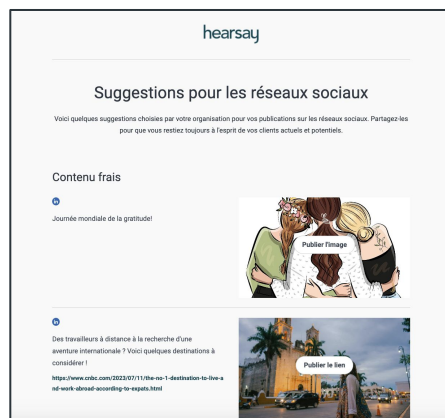 hearsay
Suggestions pour les réseaux sociaux
Voici quelques suggestions choisies par votre organisation pour vos publications sur les réseaux sociaux. Partagez-les
pour que vous restiez toujours à l'esprit de vos clients actuels et potentiels.
Contenu frais
in
Journée mondiale de la gratitude!
Publier l'image
in
Des travailleurs à distance à la recherche d'une
aventure internationale ? Voici quelques destinations à
considérer !
https://www.cnbc.com/2023/07/11/the-no-1-destination-to-live-a
nd-work-abroad-according-to-expats.html
Publier le lien